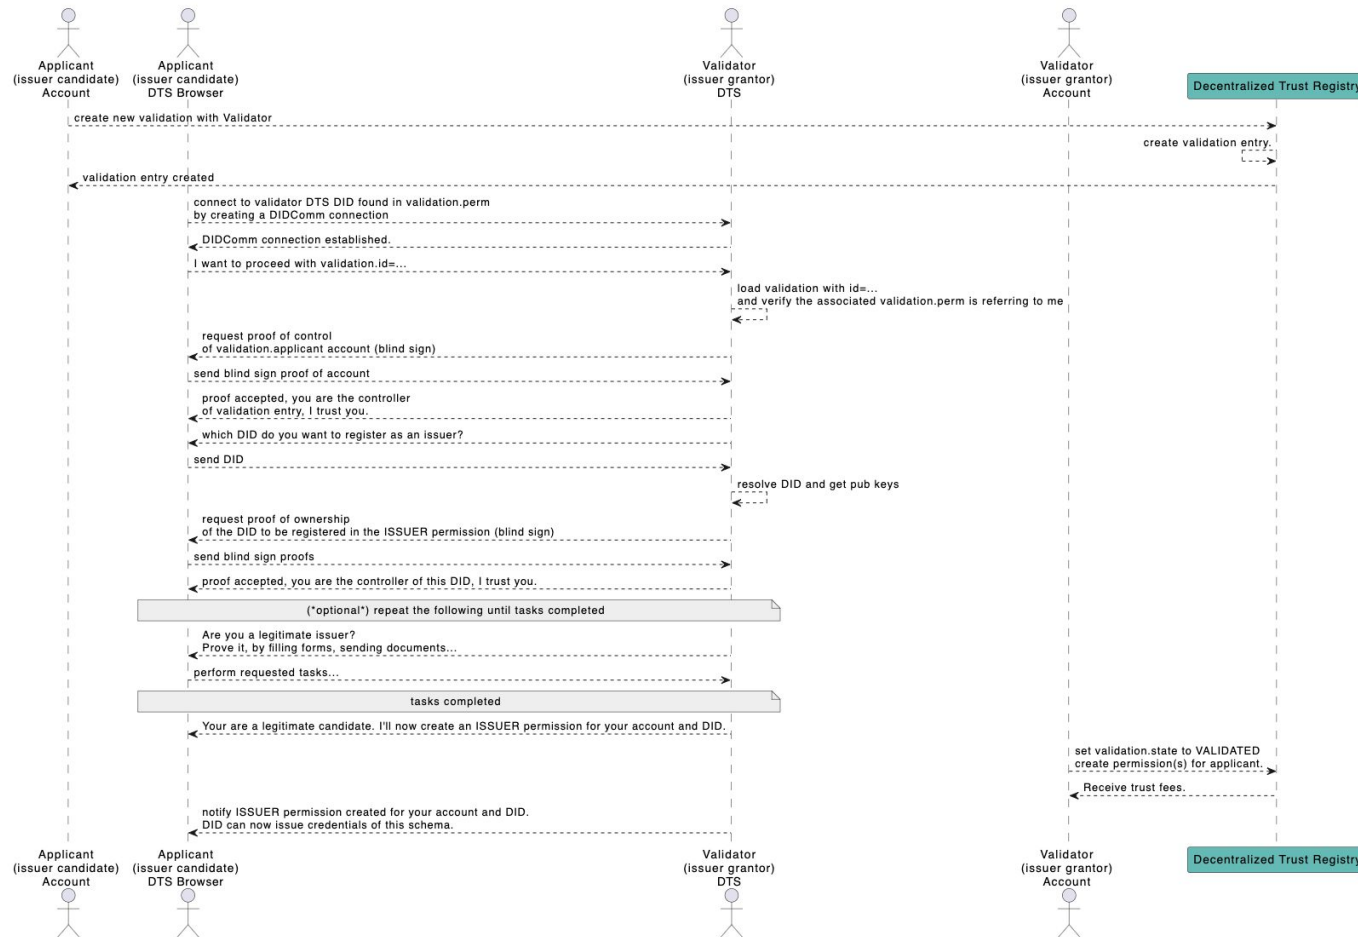 Applicant
(issuer candidate)
Account
Applicant
(issuer candidate)
DTS Browser
Validator
(issuer grantor)
DTS
Validator
(issuer grantor)
Account
Decentralized Trust Registry
create new validation with Validator
create validation entry.
validation entry created
connect to validator DTS DID found in validation.perm
by creating a DIDComm connection
DIDComm connection established.
I want to proceed with validation.id=...
load validation with id=...
and verify the associated validation.perm is referring to me
request proof of control
of validation.applicant account (blind sign)
send blind sign proof of account
proof accepted, you are the controller
of validation entry, I trust you.
which DID do you want to register as an issuer?
send DID
resolve DID and get pub keys
request proof of ownership
of the DID to be registered in the ISSUER permission (blind sign)
send blind sign proofs
proof accepted, you are the controller of this DID, I trust you.
(*optional*) repeat the following until tasks completed
Are you a legitimate issuer?
Prove it, by filling forms, sending documents...
perform requested tasks...
tasks completed
Your are a legitimate candidate. I'll now create an ISSUER permission for your account and DID.
set validation.state to VALIDATED
create permission(s) for applicant.
Receive trust fees.
notify ISSUER permission created for your account and DID.
DID can now issue credentials of this schema.
Applicant
(issuer candidate)
Account
Applicant
(issuer candidate)
DTS Browser
Validator
(issuer grantor)
DTS
Validator
(issuer grantor)
Account
Decentralized Trust Registry